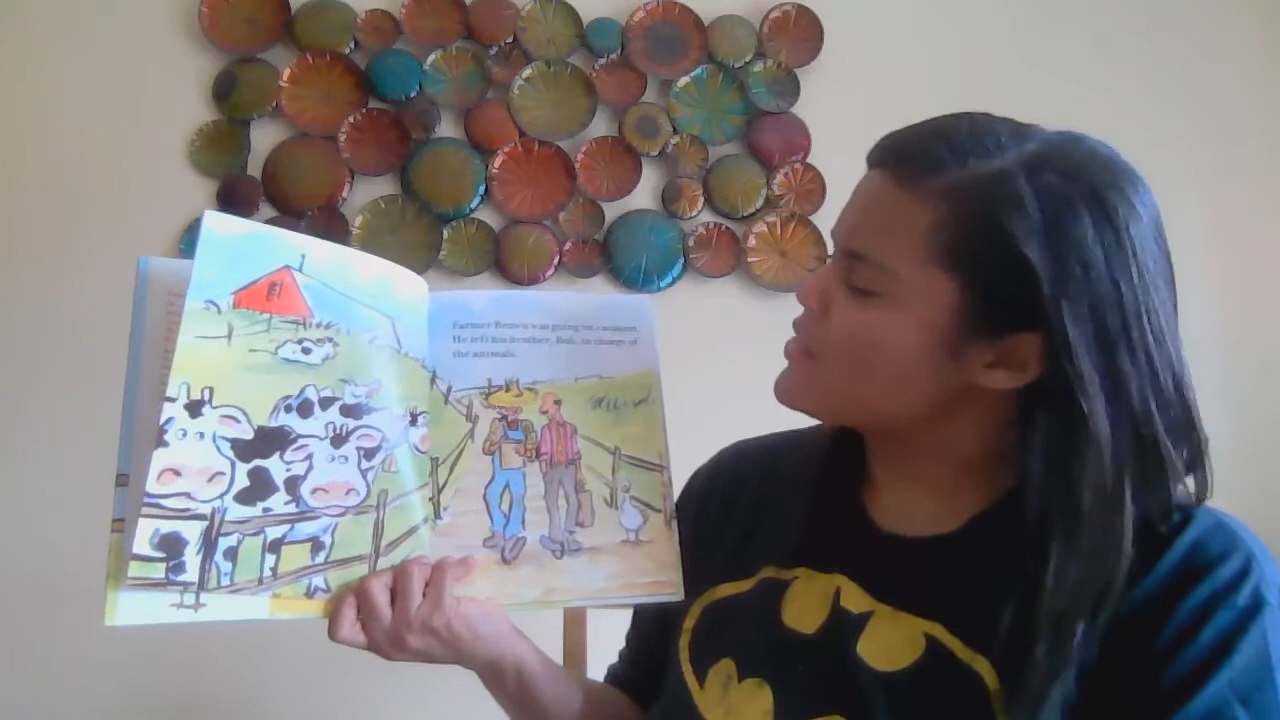 Farmer Brown was going on vacation.
He left his brother, Bob, in charge of
the animals.